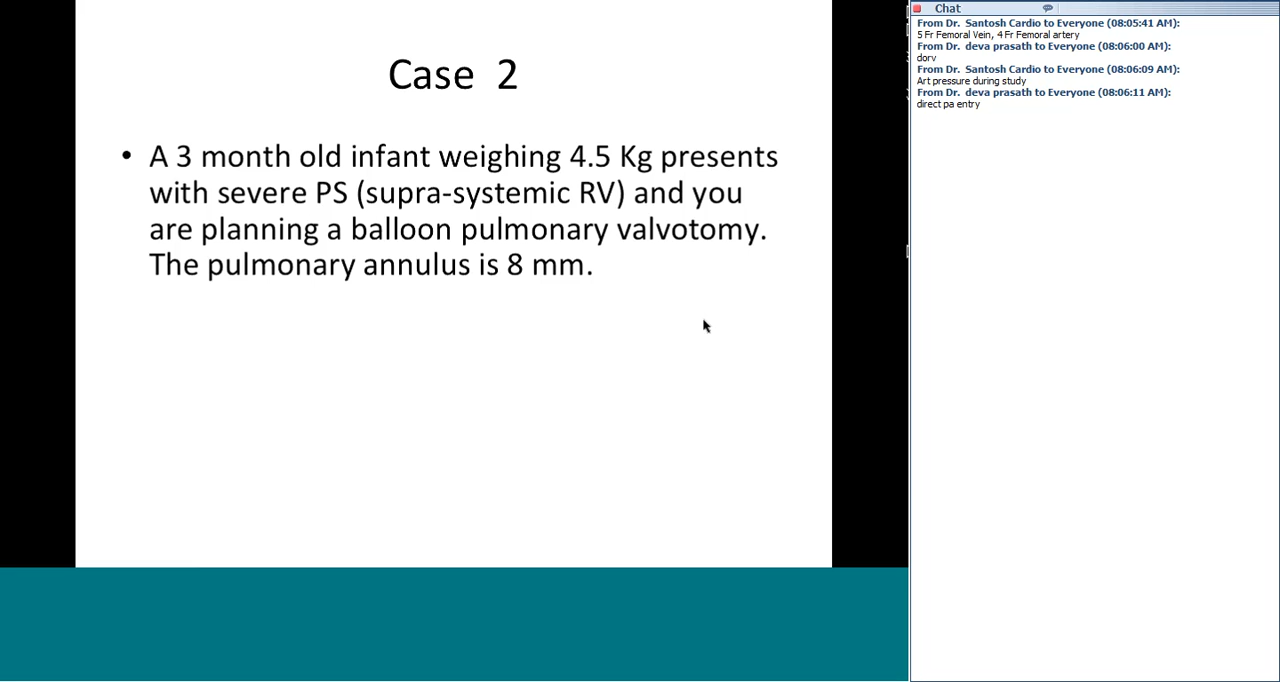 Case 2
• A 3 month old infant weighing 4.5 Kg presents
with severe PS (supra-systemic RV) and you
are planning a balloon pulmonary valvotomy.
The pulmonary annulus is 8 mm.
Chat
From Dr. Santosh Cardio to Everyone (08:05:41 AM):
5 Fr Femoral Vein, 4 Fr Femoral artery
From Dr. deva prasath to Everyone (08:06:00 AM):
dorv
From Dr. Santosh Cardio to Everyone (08:06:09 AM):
Art pressure during study
From Dr. deva prasath to Everyone (08:06:11 AM):
direct pa entry